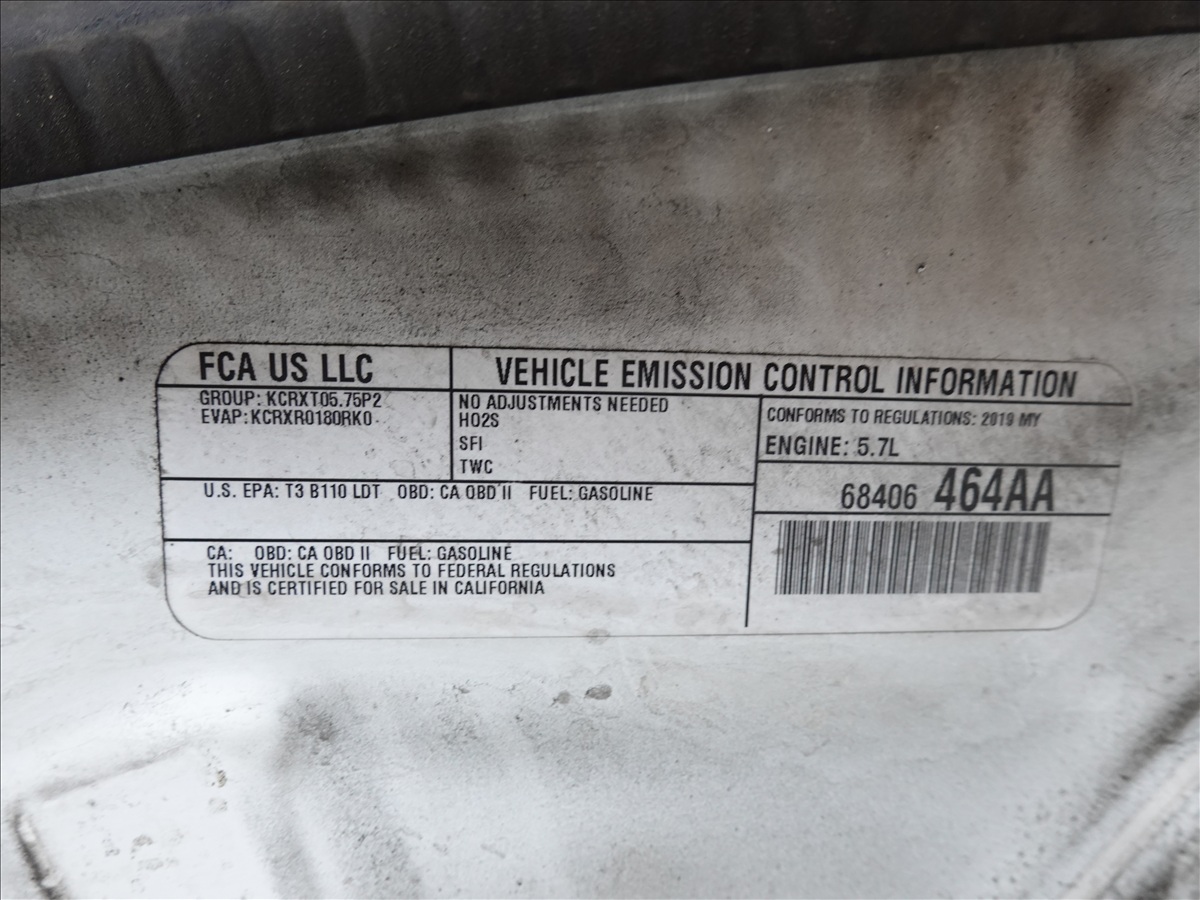 FCA US LLC
VEHICLE EMISSION CONTROL INFORMATION
GROUP: KCRXT05.75P2
EVAP: KCRXR0180RK0
NO ADJUSTMENTS NEEDED
HO2S
SFI
TWC
CONFORMS TO REGULATIONS: 2019 MY
ENGINE: 5.7L
68406 464AA
U.S. EPA: T3 B110 LDT OBD: CA OBD II FUEL: GASOLINE
CA: OBD: CA OBD II FUEL: GASOLINE
THIS VEHICLE CONFORMS TO FEDERAL REGULATIONS
AND IS CERTIFIED FOR SALE IN CALIFORNIA